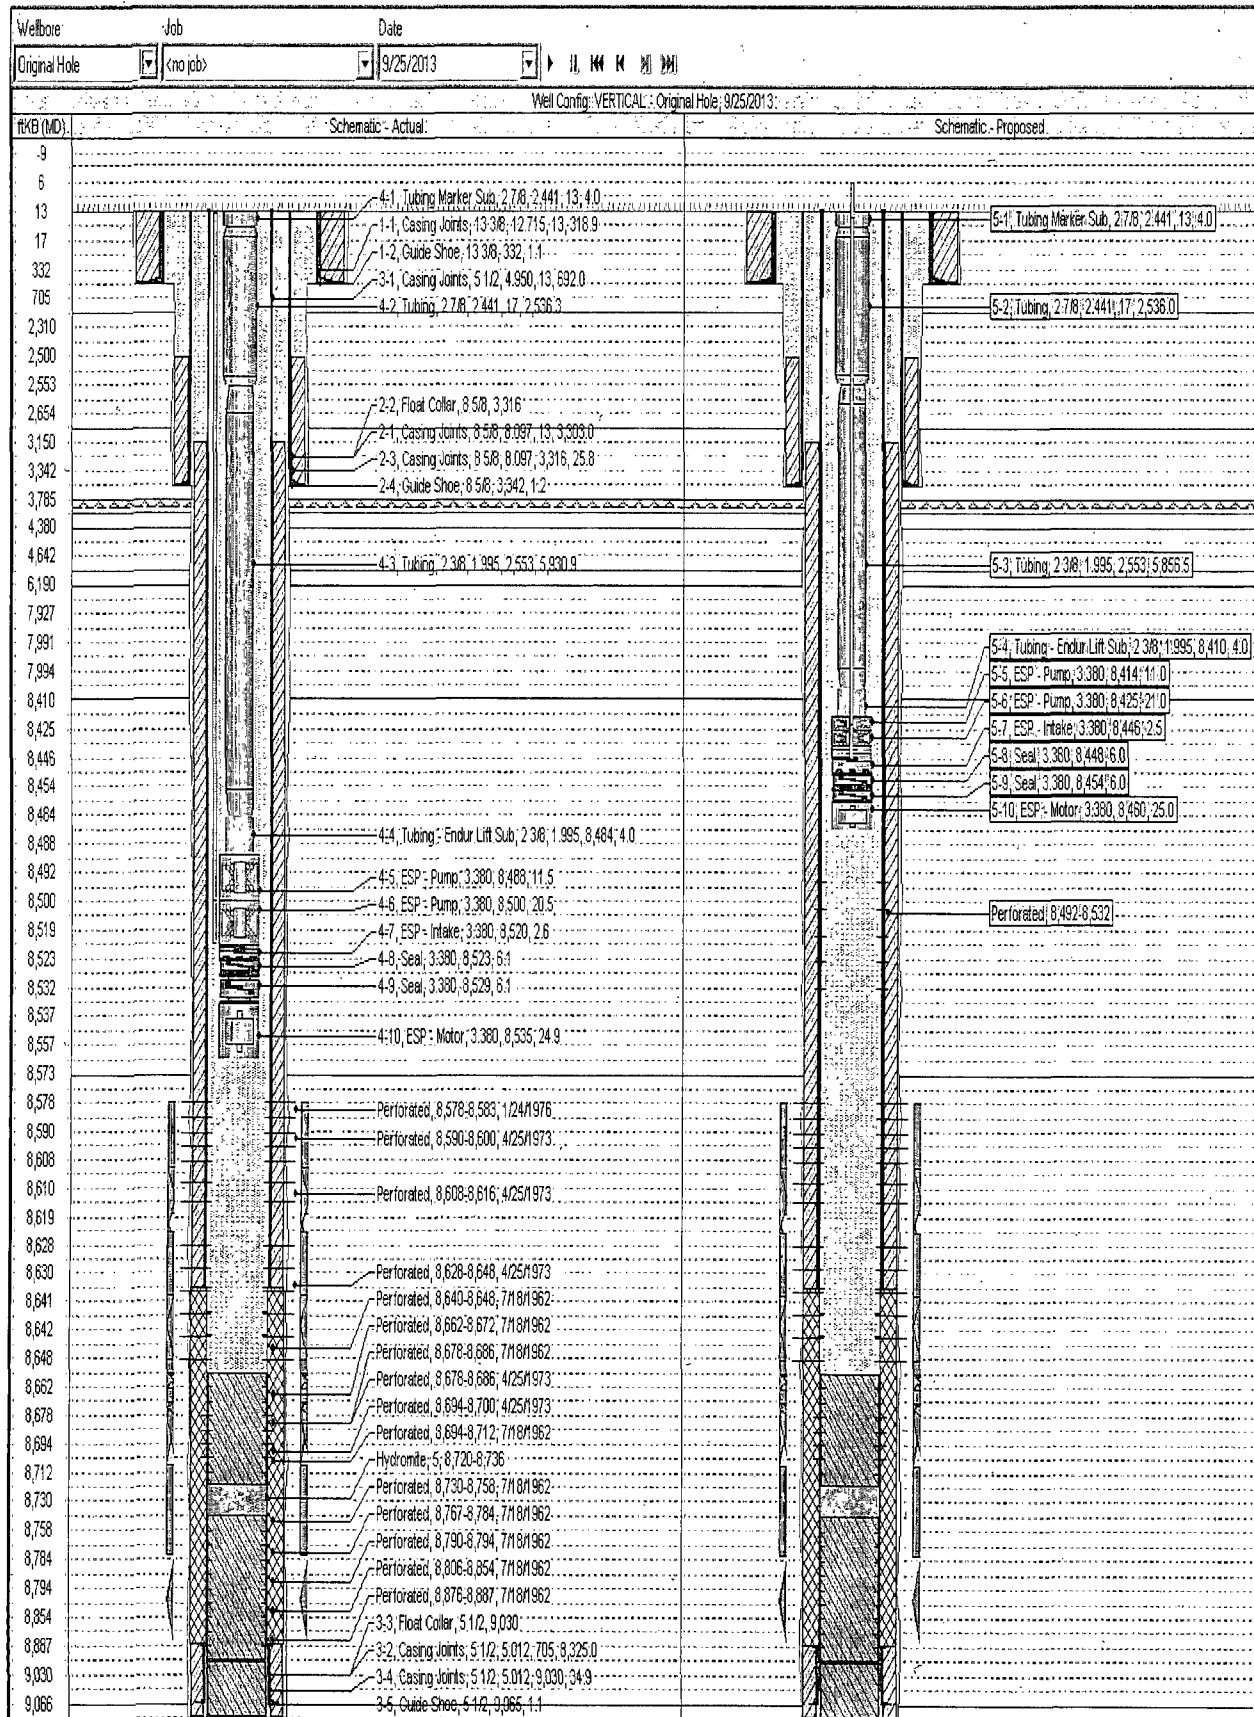 Wellbore Job Date
Original Hole <no job> 9/25/2013
Well Config: VERTICAL - Original Hole, 9/25/2013
ftKB (MD) Schematic - Actual Schematic - Proposed
-9
6
13
17
332
705
2,310
2,500
2,553
2,654
3,150
3,342
3,785
4,380
4,642
6,190
7,927
7,991
7,994
8,410
8,425
8,446
8,454
8,484
8,488
8,492
8,500
8,519
8,523
8,532
8,537
8,557
8,573
8,578
8,590
8,608
8,610
8,619
8,628
8,630
8,641
8,642
8,648
8,662
8,678
8,694
8,712
8,730
8,758
8,784
8,794
8,854
8,887
9,030
9,066
4-1, Tubing Marker Sub, 2 7/8, 2.441, 13, 4.0
1-1, Casing Joints, 13 3/8, 12.715, 13, 318.9
1-2, Guide Shoe, 13 3/8, 332, 1.1
3-1, Casing Joints, 5 1/2, 4.950, 13, 692.0
4-2, Tubing, 2 7/8, 2.441, 17, 2,536.3
2-2, Float Collar, 8 5/8, 3,316
2-1, Casing Joints, 8 5/8, 8.097, 13, 3,303.0
2-3, Casing Joints, 8 5/8, 8.097, 3,316, 25.8
2-4, Guide Shoe, 8 5/8, 3,342, 1.2
4-3, Tubing, 2 3/8, 1.995, 2,553, 5,930.9
4-4, Tubing - Endur Lift Sub, 2 3/8, 1.995, 8,484, 4.0
4-5, ESP - Pump, 3.380, 8,488, 11.5
4-6, ESP - Pump, 3.380, 8,500, 20.5
4-7, ESP - Intake, 3.380, 8,520, 2.6
4-8, Seal, 3.380, 8,523, 6.1
4-9, Seal, 3.380, 8,529, 6.1
4-10, ESP - Motor, 3.380, 8,535, 24.9
Perforated, 8,578-8,583, 1/24/1976
Perforated, 8,590-8,600, 4/25/1973
Perforated, 8,608-8,616, 4/25/1973
Perforated, 8,628-8,648, 4/25/1973
Perforated, 8,640-8,648, 7/18/1962
Perforated, 8,662-8,672, 7/18/1962
Perforated, 8,678-8,686, 7/18/1962
Perforated, 8,678-8,686, 4/25/1973
Perforated, 8,694-8,700, 4/25/1973
Perforated, 8,694-8,712, 7/18/1962
Hydromite, 5, 8,720-8,736
Perforated, 8,730-8,758, 7/18/1962
Perforated, 8,767-8,784, 7/18/1962
Perforated, 8,790-8,794, 7/18/1962
Perforated, 8,806-8,854, 7/18/1962
Perforated, 8,876-8,887, 7/18/1962
3-3, Float Collar, 5 1/2, 9,030
3-2, Casing Joints, 5 1/2, 5.012, 705, 8,325.0
3-4, Casing Joints, 5 1/2, 5.012, 9,030, 34.9
3-5, Guide Shoe, 5 1/2, 9,065, 1.1
5-1, Tubing Marker Sub, 2 7/8, 2.441, 13, 4.0
5-2, Tubing, 2 7/8, 2.441, 17, 2,536.0
5-3, Tubing, 2 3/8, 1.995, 2,553, 5,856.5
5-4, Tubing - Endur Lift Sub, 2 3/8, 1.995, 8,410, 4.0
5-5, ESP - Pump, 3.380, 8,414, 11.0
5-6, ESP - Pump, 3.380, 8,425, 21.0
5-7, ESP - Intake, 3.380, 8,446, 2.5
5-8, Seal, 3.380, 8,448, 6.0
5-9, Seal, 3.380, 8,454, 6.0
5-10, ESP - Motor, 3.380, 8,460, 25.0
Perforated, 8,492-8,532